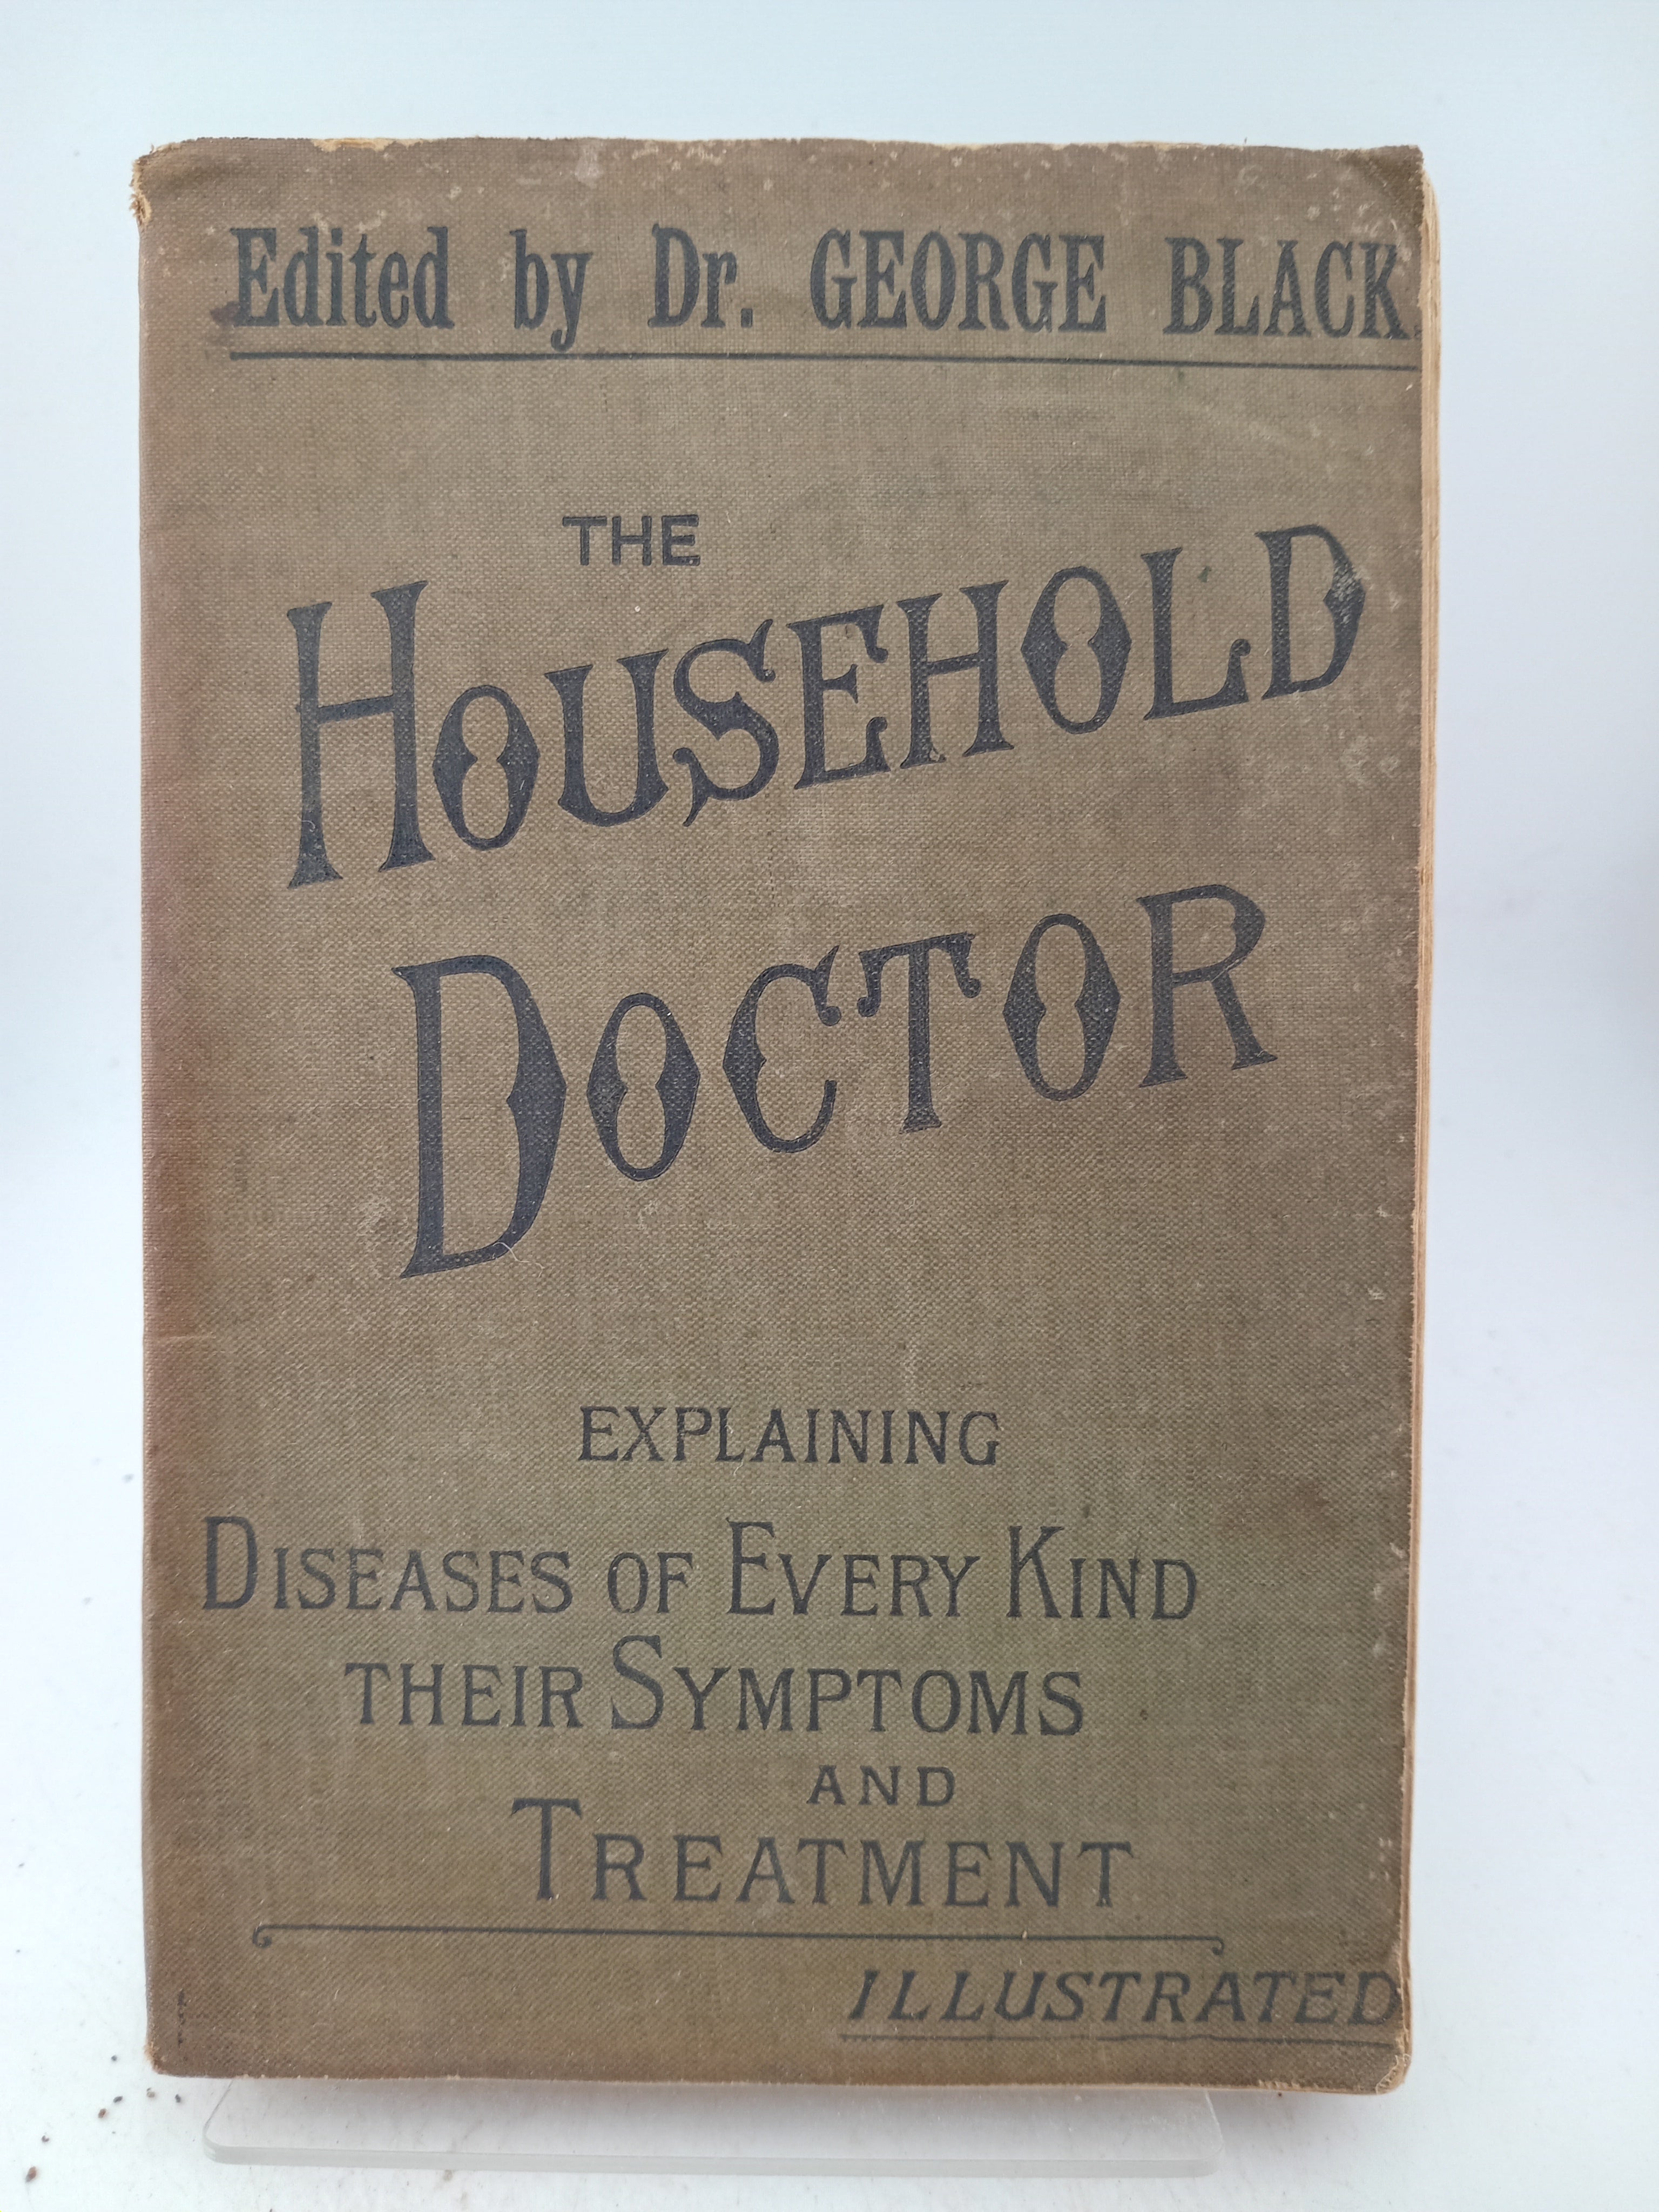 Edited by Dr. GEORGE BLACK.
THE
HOUSEHOLD
DOCTOR
EXPLAINING
DISEASES OF EVERY KIND
THEIR SYMPTOMS
AND
TREATMENT
ILLUSTRATED